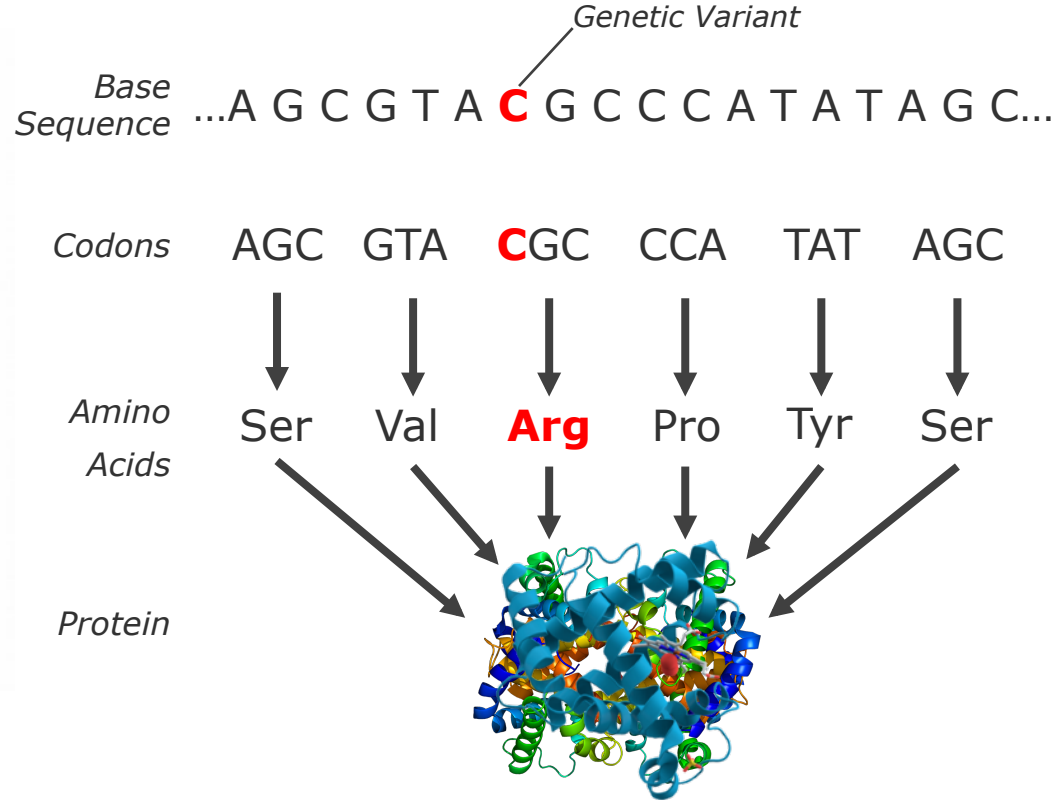 Genetic Variant
Base
Sequence
...A G C G T A C G C C C A T A T A G C...
Codons
AGC GTA CGC CCA TAT AGC
Amino
Acids
Ser Val Arg Pro Tyr Ser
Protein